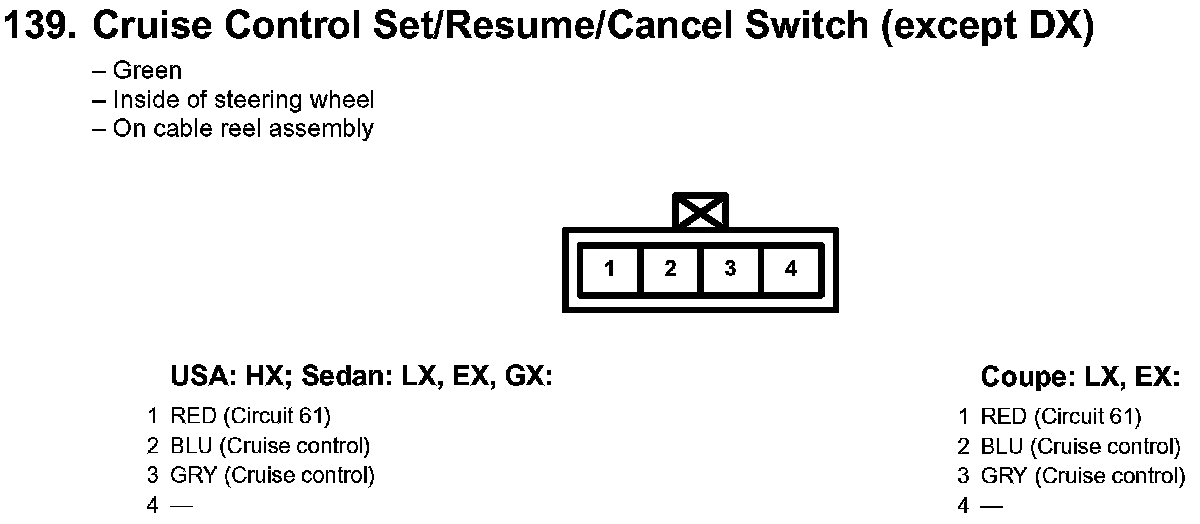 139. Cruise Control Set/Resume/Cancel Switch (except DX)
– Green
– Inside of steering wheel
– On cable reel assembly
1 2 3 4
USA: HX; Sedan: LX, EX, GX:
1 RED (Circuit 61)
2 BLU (Cruise control)
3 GRY (Cruise control)
4 —
Coupe: LX, EX:
1 RED (Circuit 61)
2 BLU (Cruise control)
3 GRY (Cruise control)
4 —